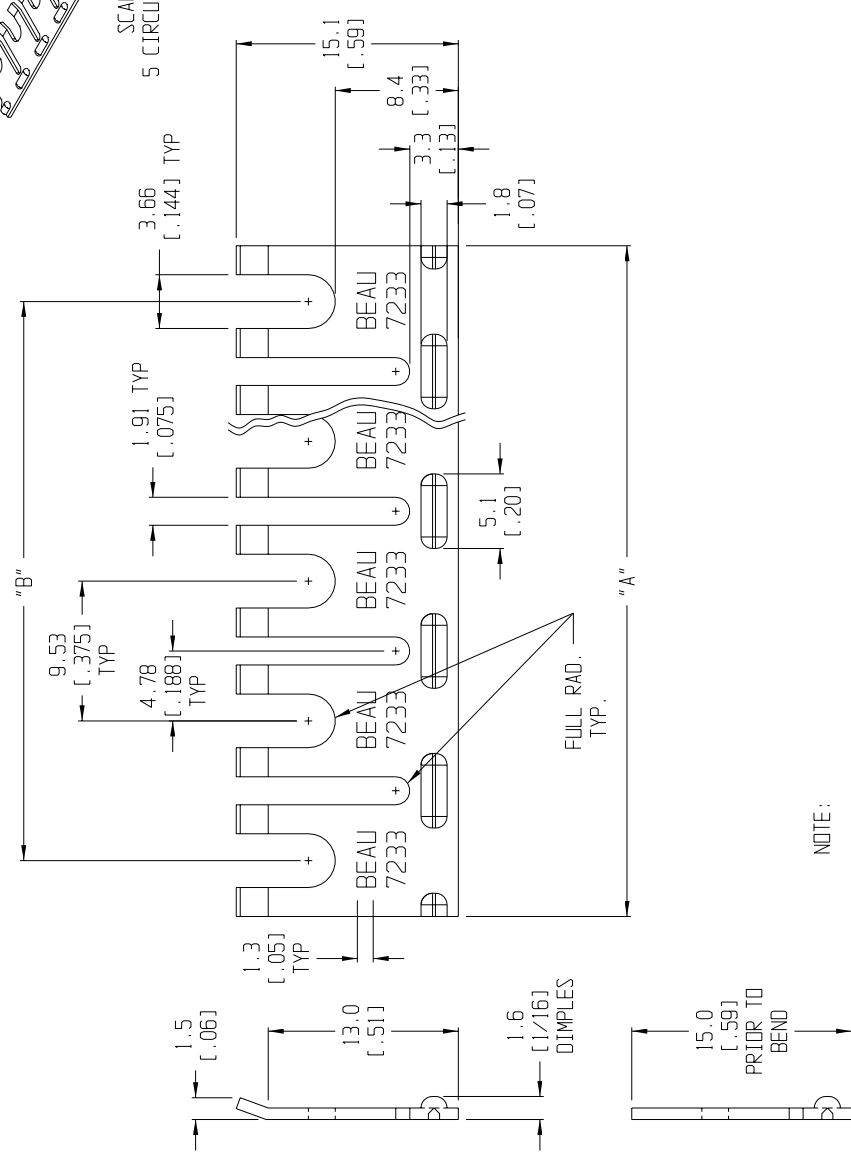 SCAL
5 CIRCU
"B"
9.53
[.375]
TYP
4.78
[.188]
TYP
1.91 TYP
[.075]
3.66
[.144] TYP
15.1
[.59]
8.4
[.33]
3.3
[.13]
1.8
[.07]
1.3
[.05]
TYP
BEAU
7233
BEAU
7233
BEAU
7233
BEAU
7233
BEAU
7233
5.1
[.20]
"A"
FULL RAD.
TYP.
1.5
[.06]
13.0
[.51]
1.6
[1/16]
DIMPLES
15.0
[.59]
PRIOR TO
BEND
NOTE: